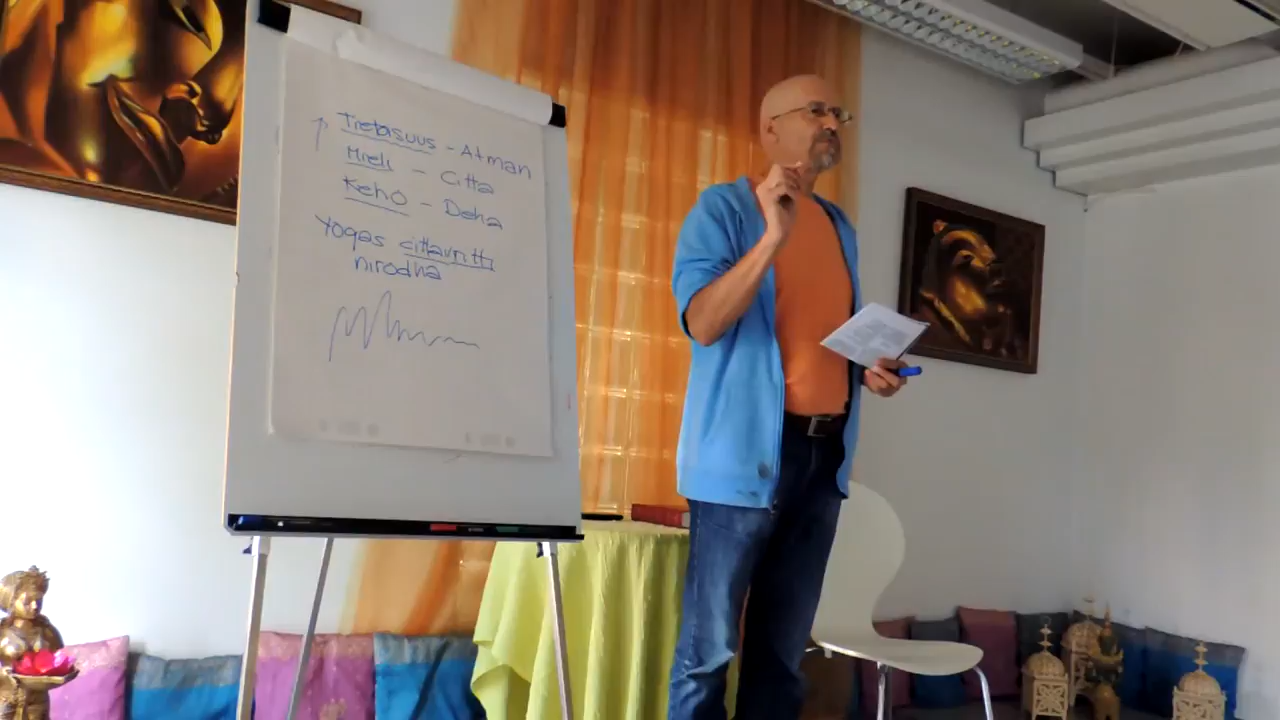 Tietoisuus - Atman
Mieli - Citta
Keho - Deha
Yogas cittavritti
nirodha